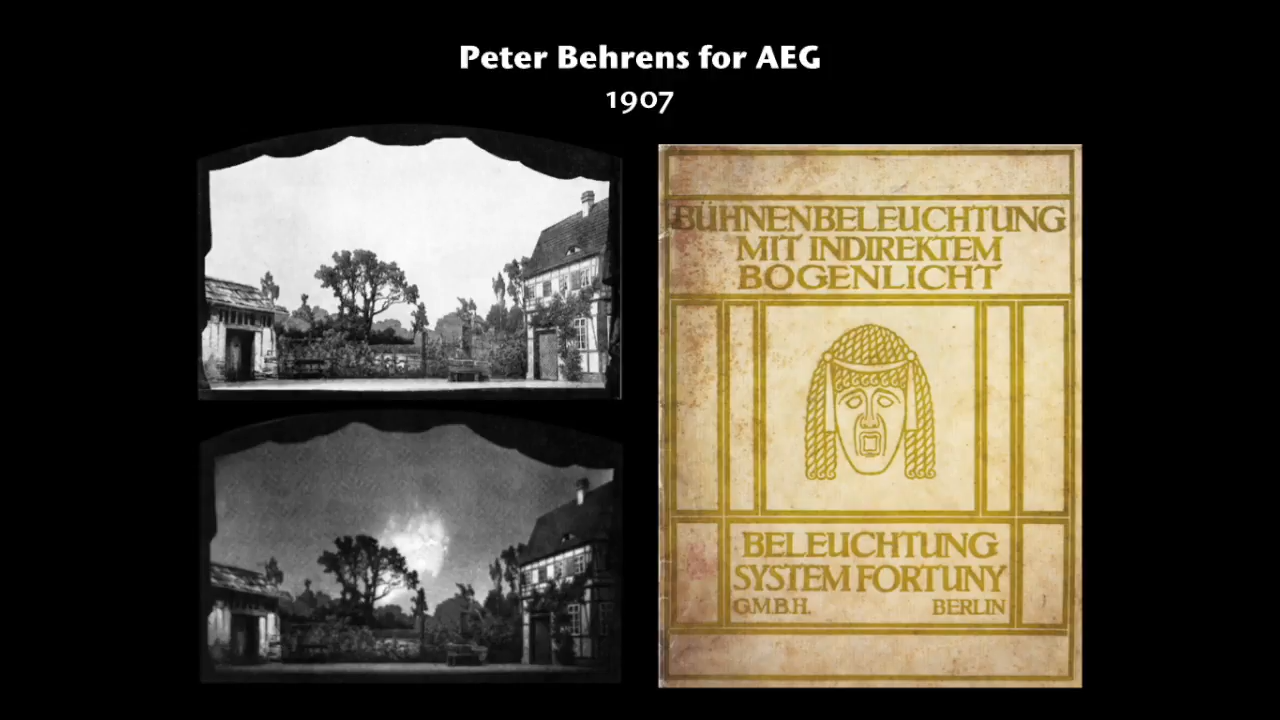 Peter Behrens for AEG
1907
BÜHNENBELEUCHTUNG
MIT INDIREKTEM
BOGENLICHT
BELEUCHTUNG
SYSTEM FORTUNY
G.M.B.H. BERLIN